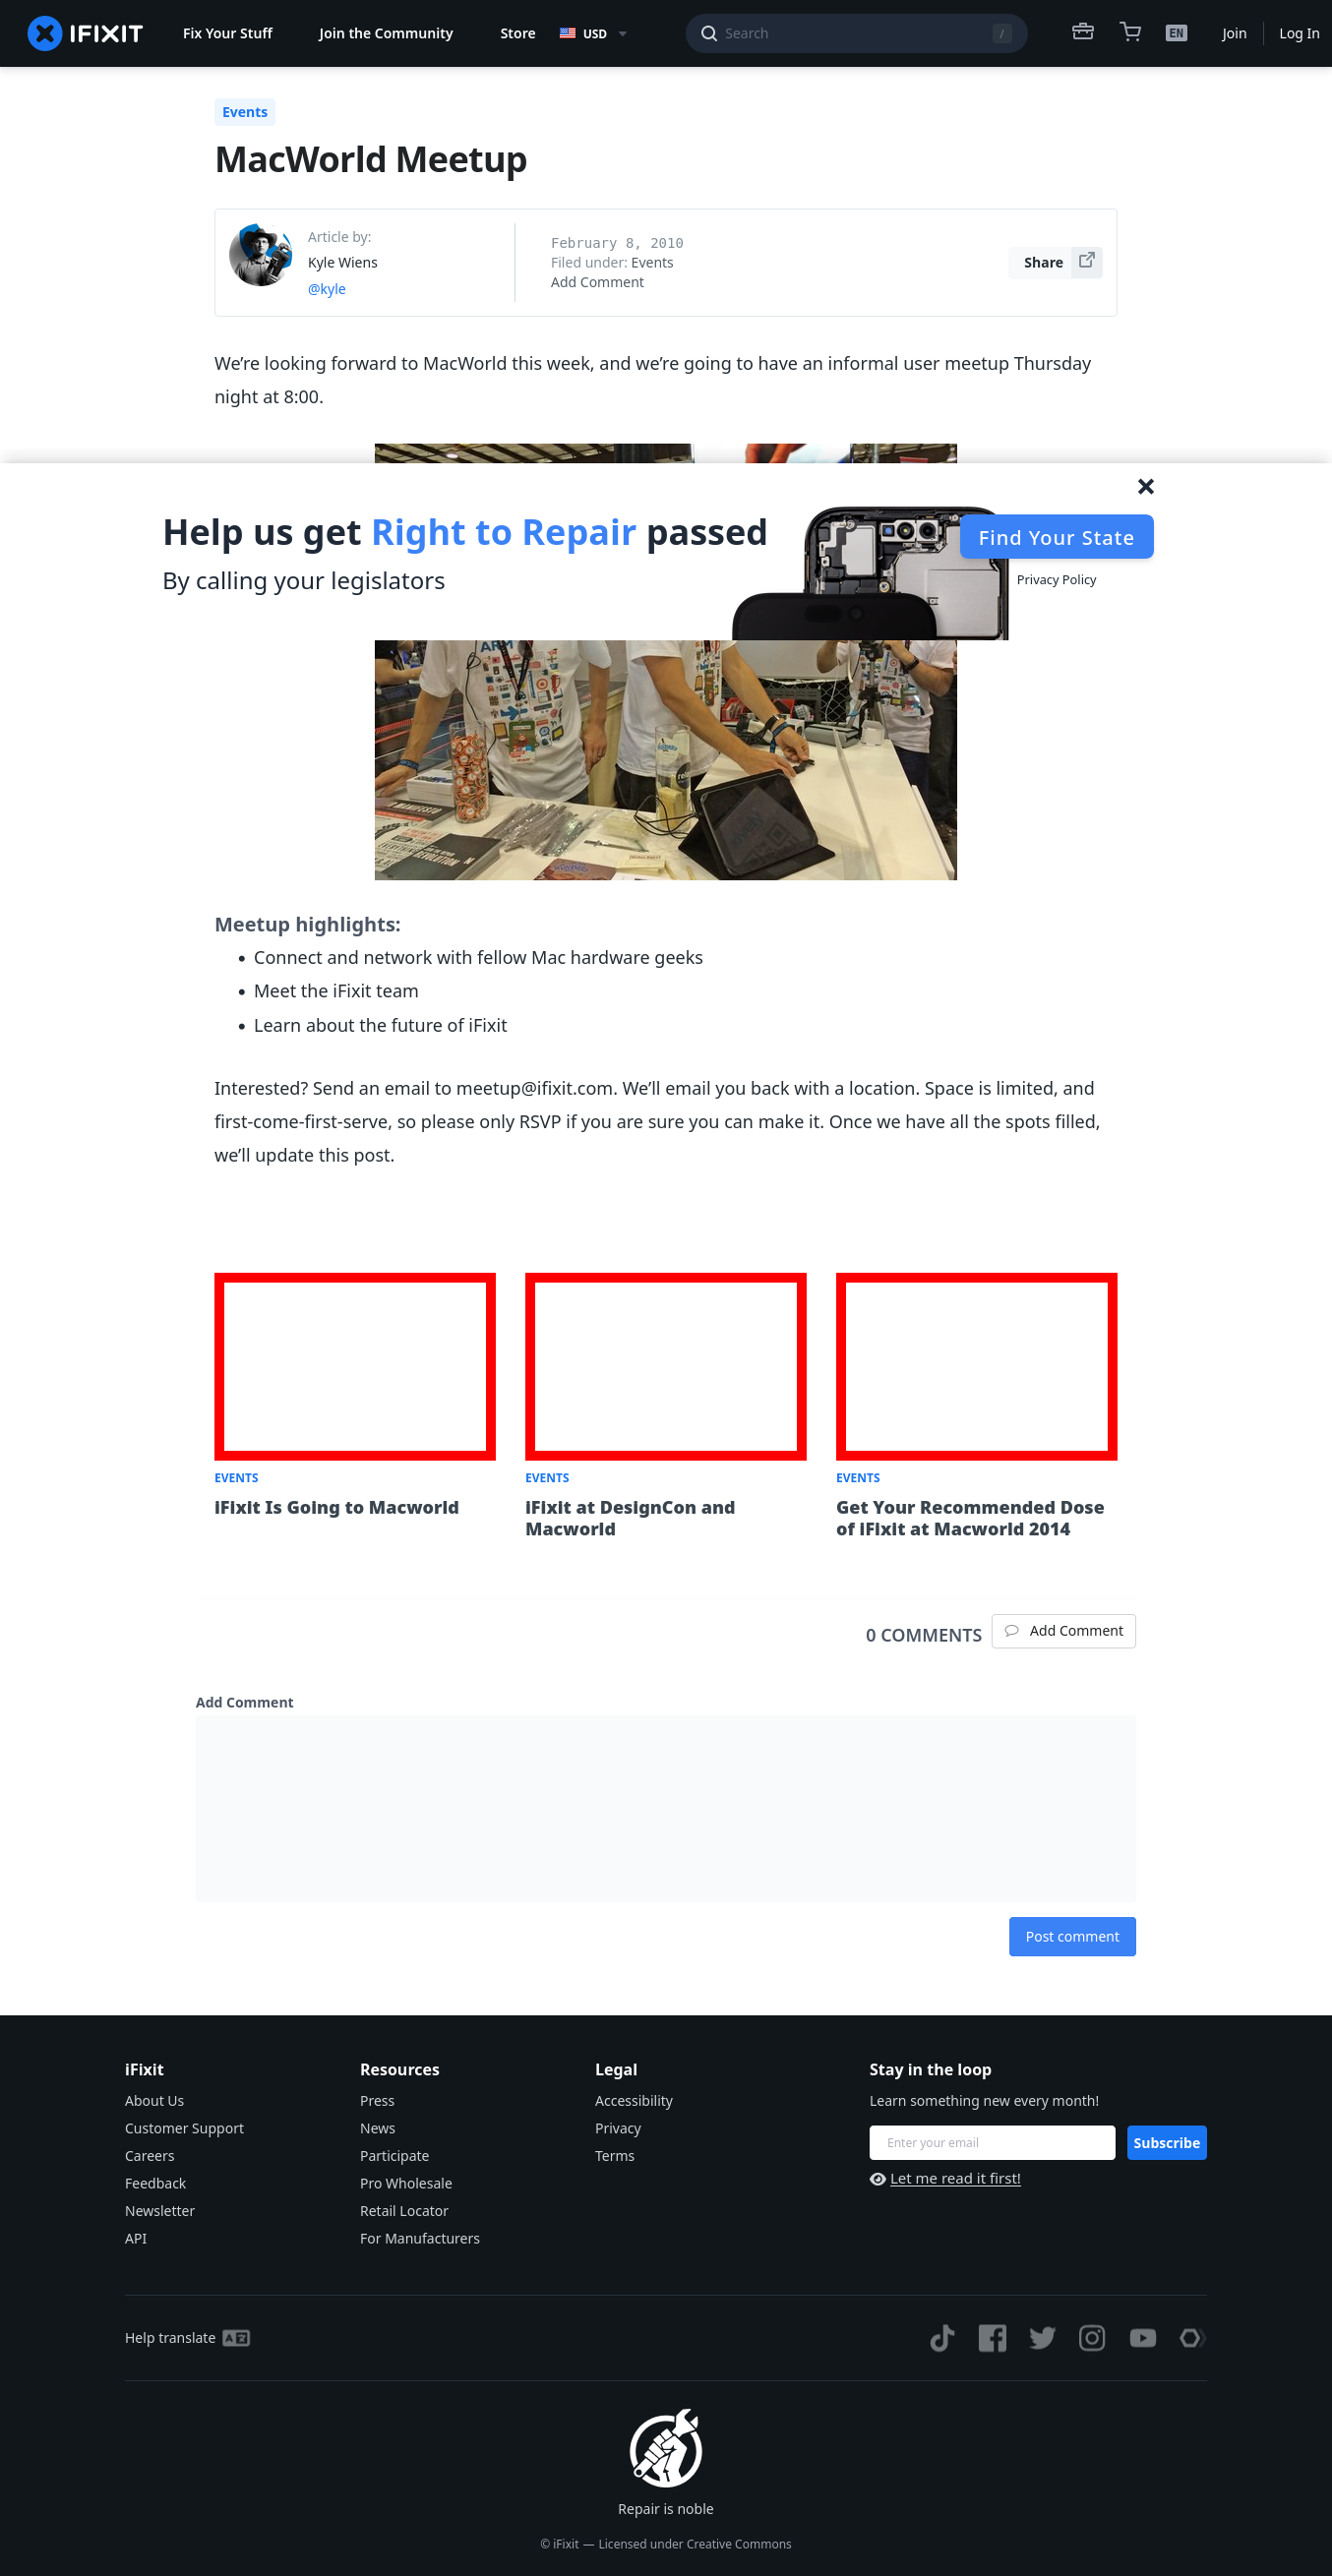 IFIXIT
Fix Your Stuff
Join the Community
Store
USD
Search
/
EN
Join
Log In
Events
MacWorld Meetup
Article by:
Kyle Wiens
@kyle
February 8, 2010
Filed under: Events
Add Comment
Share
We’re looking forward to MacWorld this week, and we’re going to have an informal user meetup Thursday
night at 8:00.
Help us get Right to Repair passed
By calling your legislators
Find Your State
Privacy Policy
Meetup highlights:
• Connect and network with fellow Mac hardware geeks
• Meet the iFixit team
• Learn about the future of iFixit
Interested? Send an email to meetup@ifixit.com. We’ll email you back with a location. Space is limited, and
first-come-first-serve, so please only RSVP if you are sure you can make it. Once we have all the spots filled,
we’ll update this post.
EVENTS
iFixit Is Going to Macworld
EVENTS
iFixit at DesignCon and
Macworld
EVENTS
Get Your Recommended Dose
of iFixit at Macworld 2014
0 COMMENTS
Add Comment
Add Comment
Post comment
iFixit
About Us
Customer Support
Careers
Feedback
Newsletter
API
Resources
Press
News
Participate
Pro Wholesale
Retail Locator
For Manufacturers
Legal
Accessibility
Privacy
Terms
Stay in the loop
Learn something new every month!
Enter your email
Subscribe
Let me read it first!
Help translate
Repair is noble
© iFixit — Licensed under Creative Commons